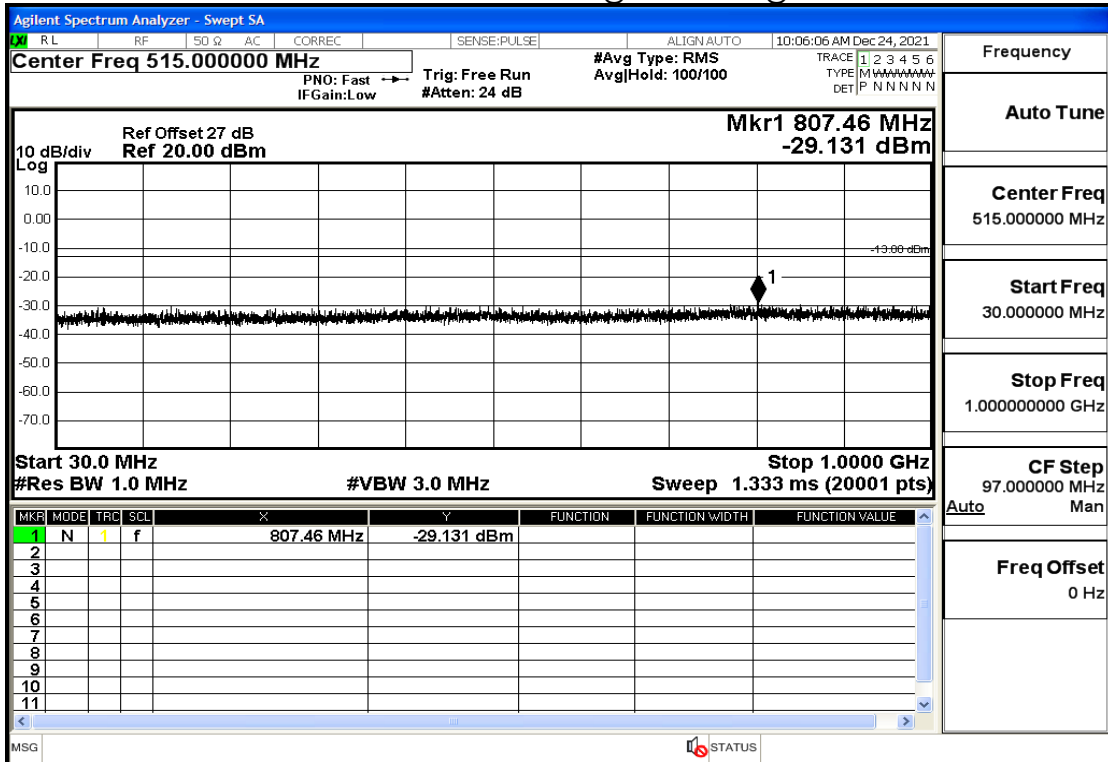 Agilent Spectrum Analyzer - Swept SA
LXI RL RF 50 Ω AC CORREC SENSE:PULSE ALIGN AUTO 10:06:06 AM Dec 24, 2021
Center Freq 515.000000 MHz
PNO: Fast
IFGain:Low
Trig: Free Run
#Atten: 24 dB
#Avg Type: RMS
Avg|Hold: 100/100
TRACE 1 2 3 4 5 6
TYPE M WWWWW
DET P N N N N N
Mkr1 807.46 MHz
-29.131 dBm
Ref Offset 27 dB
10 dB/div Ref 20.00 dBm
Log
10.0
0.00
-10.0
-13.00 dBm
-20.0
1
-30.0
-40.0
-50.0
-60.0
-70.0
Start 30.0 MHz Stop 1.0000 GHz
#Res BW 1.0 MHz #VBW 3.0 MHz Sweep 1.333 ms (20001 pts)
MKR MODE TRC SCL X Y FUNCTION FUNCTION WIDTH FUNCTION VALUE
1 N 1 f 807.46 MHz -29.131 dBm
2
3
4
5
6
7
8
9
10
11
MSG STATUS
Frequency
Auto Tune
Center Freq
515.000000 MHz
Start Freq
30.000000 MHz
Stop Freq
1.000000000 GHz
CF Step
97.000000 MHz
Auto Man
Freq Offset
0 Hz